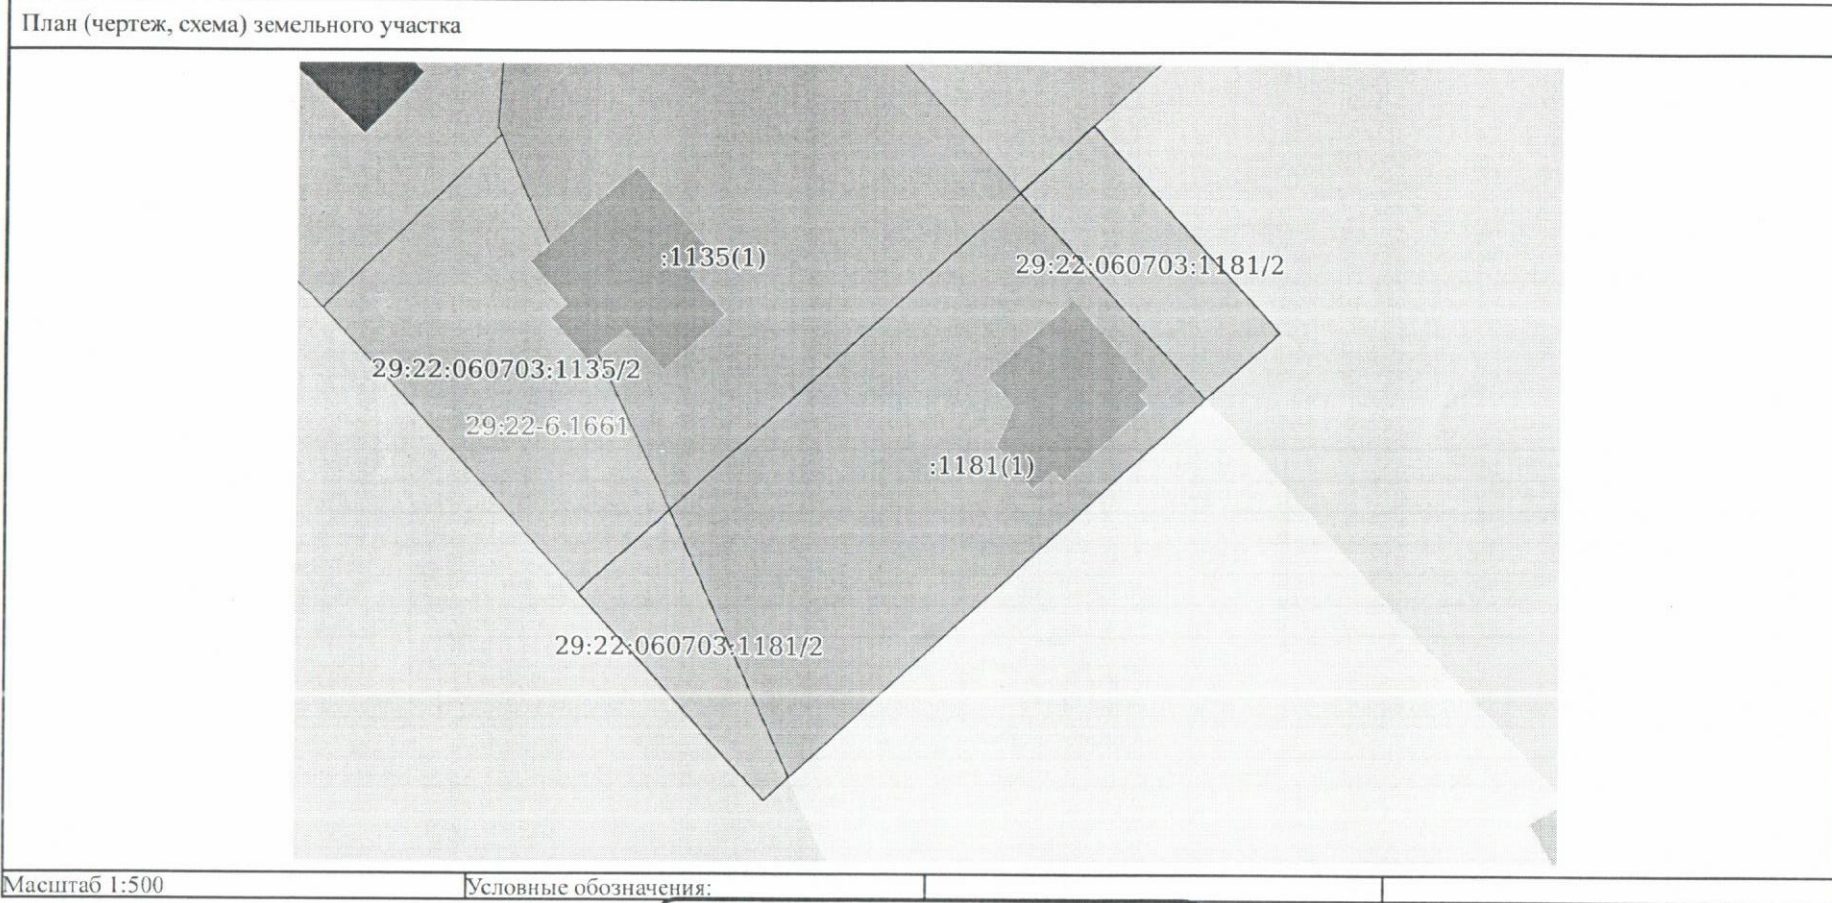 План (чертеж, схема) земельного участка
:1135(1)
29:22:060703:1181/2
29:22:060703:1135/2
29:22-6.1661
:1181(1)
29:22:060703:1181/2
Масштаб 1:500
Условные обозначения: